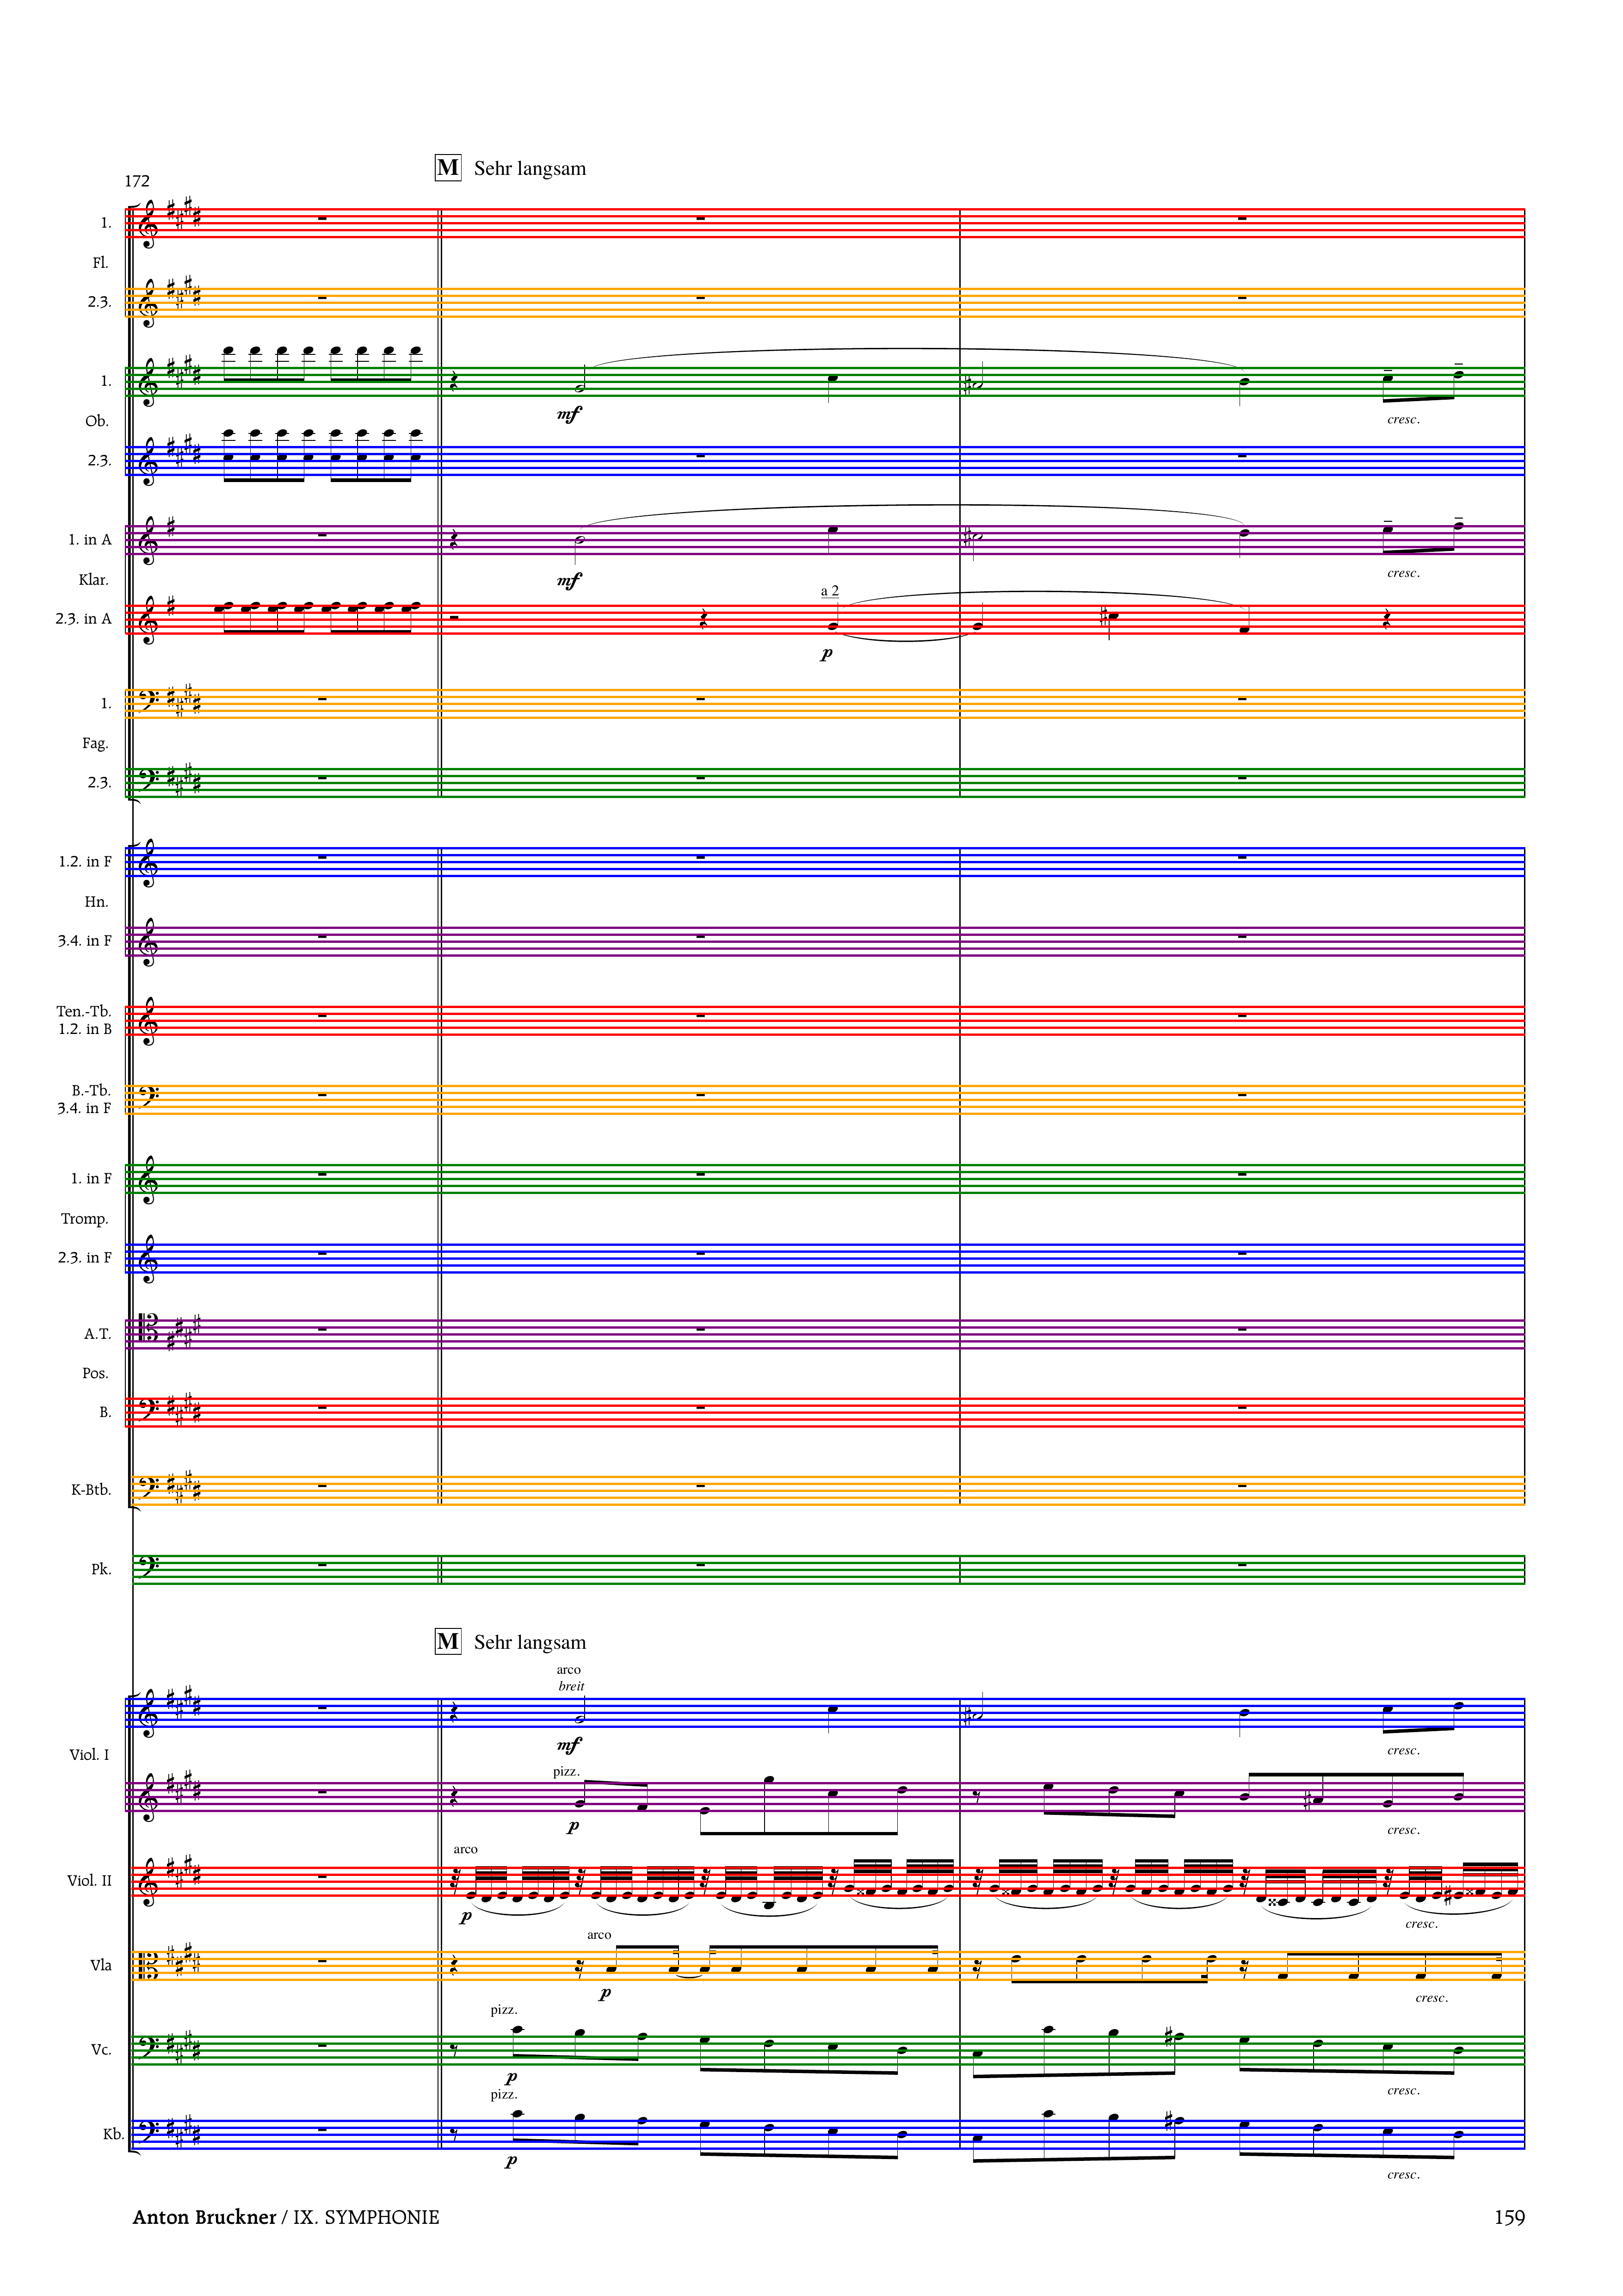 M Sehr langsam
172
1.
Fl.
2.3.
1.
mf
cresc.
Ob.
2.3.
1. in A
mf
cresc.
Klar.
a 2
2.3. in A
p
1.
Fag.
2.3.
1.2. in F
Hn.
3.4. in F
Ten.-Tb.
1.2. in B
B.-Tb.
3.4. in F
1. in F
Tromp.
2.3. in F
A.T.
Pos.
B.
K-Btb.
Pk.
M Sehr langsam
arco
breit
mf
cresc.
Viol. I
pizz.
p
cresc.
arco
Viol. II
p
cresc.
arco
Vla
p
cresc.
pizz.
Vc.
p
cresc.
pizz.
Kb.
p
cresc.
Anton Bruckner / IX. SYMPHONIE 159